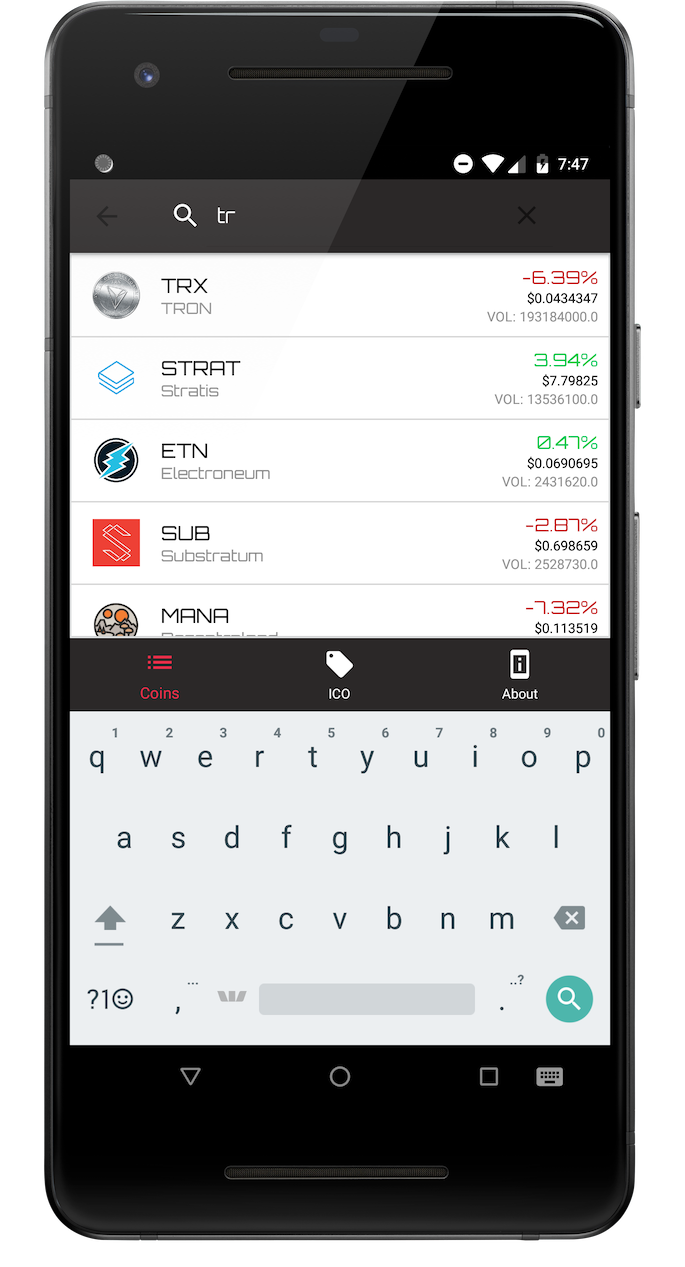 7:47
tr
TRX
TRON
-6.39%
$0.0434347
VOL: 193184000.0
STRAT
Stratis
3.94%
$7.79825
VOL: 13536100.0
ETN
Electroneum
0.47%
$0.0690695
VOL: 2431620.0
SUB
Substratum
-2.87%
$0.698659
VOL: 2528730.0
MANA
-7.32%
$0.113519
Coins
ICO
About
1 2 3 4 5 6 7 8 9 0
q w e r t y u i o p
a s d f g h j k l
z x c v b n m
?1☺ , ... . ..?